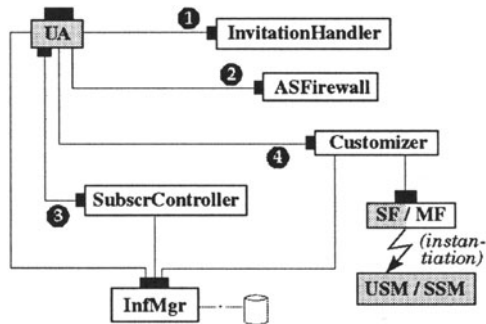 1
InvitationHandler
UA
2
ASFirewall
4
Customizer
3
SubscrController
SF / MF
(instan-
tiation)
USM / SSM
InfMgr